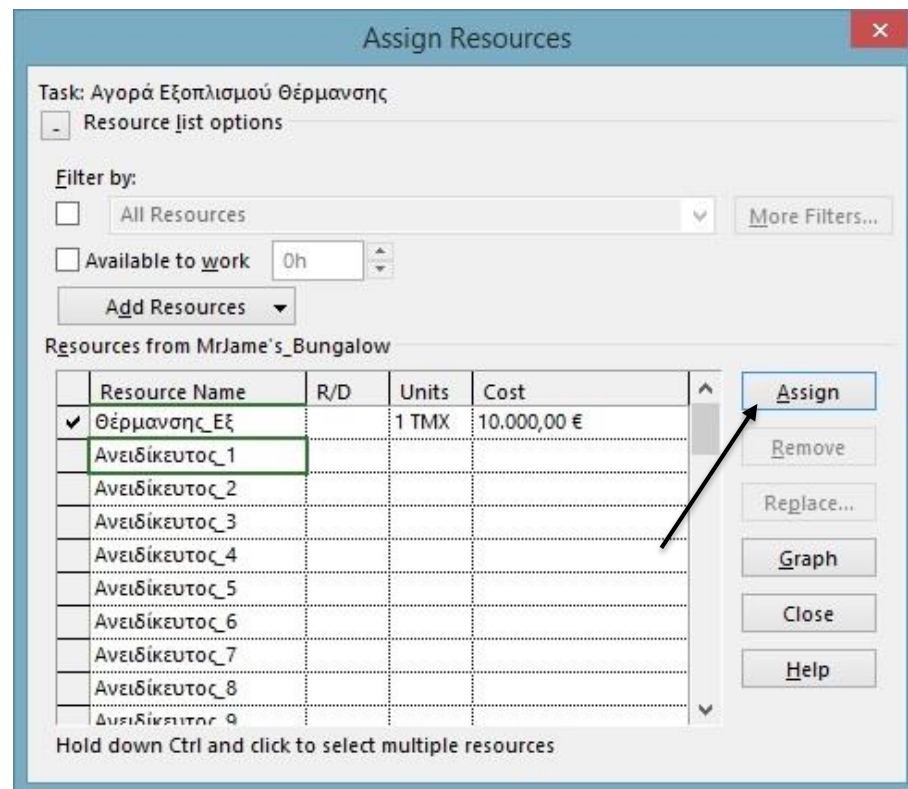 Assign Resources
Task: Αγορά Εξοπλισμού Θέρμανσης
- Resource list options
Filter by:
All Resources More Filters...
Available to work 0h
Add Resources
Resources from MrJame's_Bungalow
Resource Name R/D Units Cost Assign
Θέρμανσης_Εξ 1 TMX 10.000,00 €
Ανειδίκευτος_1 Remove
Ανειδίκευτος_2
Ανειδίκευτος_3 Replace...
Ανειδίκευτος_4
Ανειδίκευτος_5 Graph
Ανειδίκευτος_6 Close
Ανειδίκευτος_7
Ανειδίκευτος_8 Help
Ανειδίκευτος_9
Hold down Ctrl and click to select multiple resources